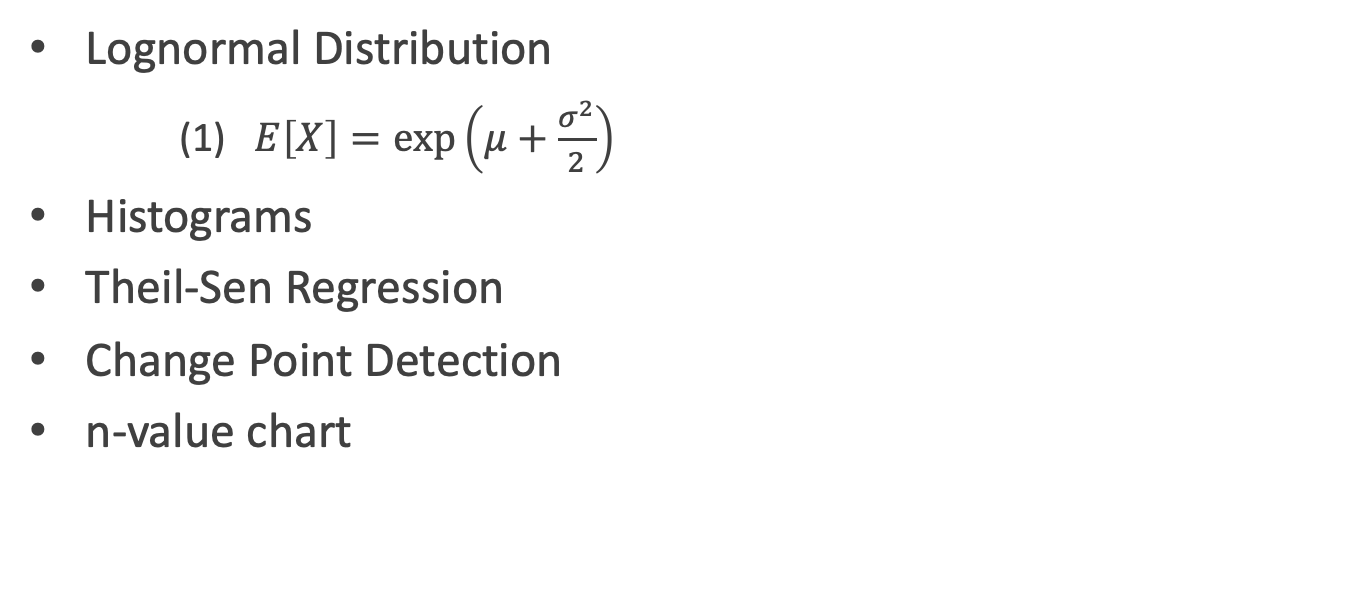 • Lognormal Distribution
(1) E[X] = exp(μ + σ²/2)
• Histograms
• Theil-Sen Regression
• Change Point Detection
• n-value chart